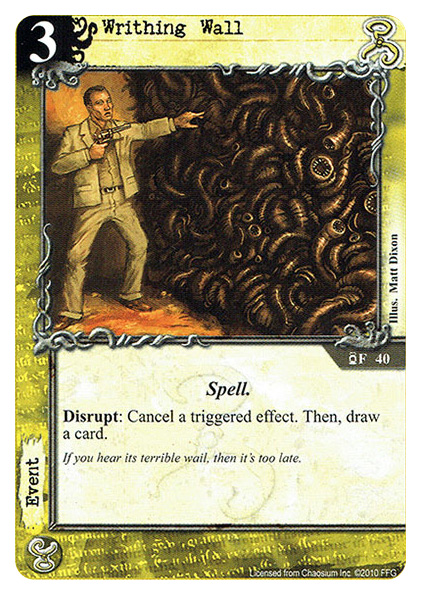 3
Writhing Wall
Illus. Matt Dixon
F 40
Spell.
Disrupt: Cancel a triggered effect. Then, draw
a card.
If you hear its terrible wail, then it's too late.
Event
Licensed from Chaosium Inc. ©2010 FFG